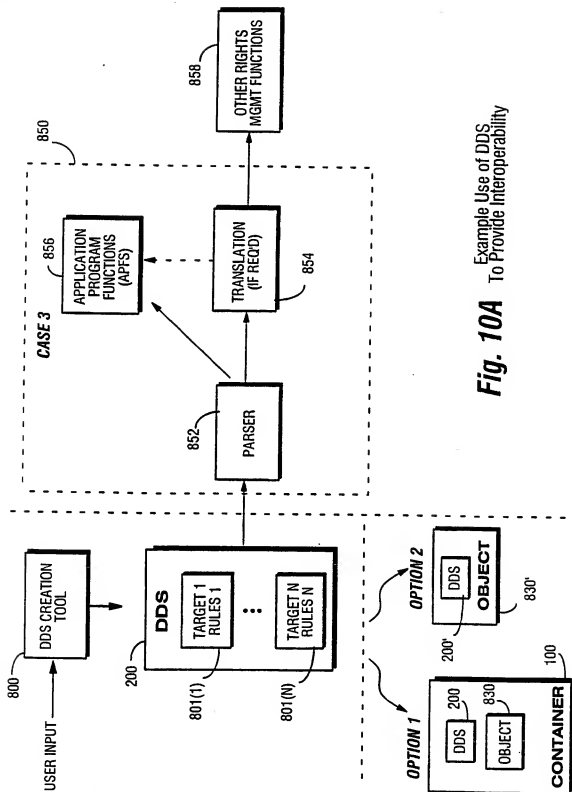 USER INPUT
800
DDS CREATION
TOOL
200
DDS
TARGET 1
RULES 1
801(1)
TARGET N
RULES N
801(N)
CASE 3
850
852
PARSER
856
APPLICATION
PROGRAM
FUNCTIONS
(APFS)
TRANSLATION
(IF REQ'D)
854
858
OTHER RIGHTS
MGMT FUNCTIONS
OPTION 1
200
DDS
830
OBJECT
CONTAINER
100
OPTION 2
DDS
200'
OBJECT
830'
Fig. 10A Example Use of DDS
To Provide Interoperability